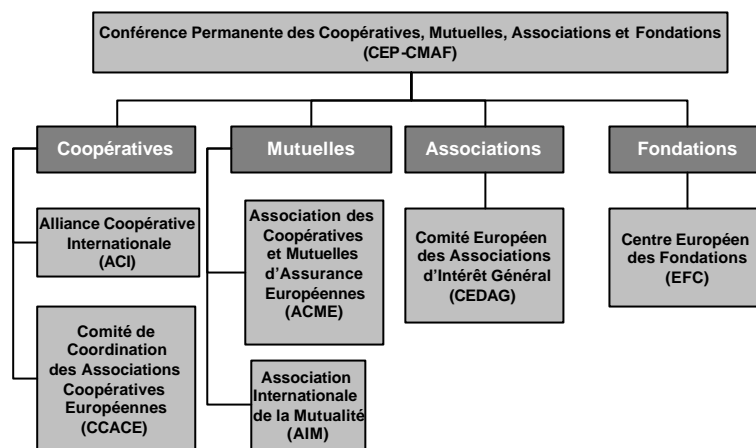 Conférence Permanente des Coopératives, Mutuelles, Associations et Fondations
(CEP-CMAF)
Coopératives
Mutuelles
Associations
Fondations
Alliance Coopérative
Internationale
(ACI)
Comité de
Coordination
des Associations
Coopératives
Européennes
(CCACE)
Association des
Coopératives
et Mutuelles
d'Assurance
Européennes
(ACME)
Association
Internationale
de la Mutualité
(AIM)
Comité Européen
des Associations
d'Intérêt Général
(CEDAG)
Centre Européen
des Fondations
(EFC)